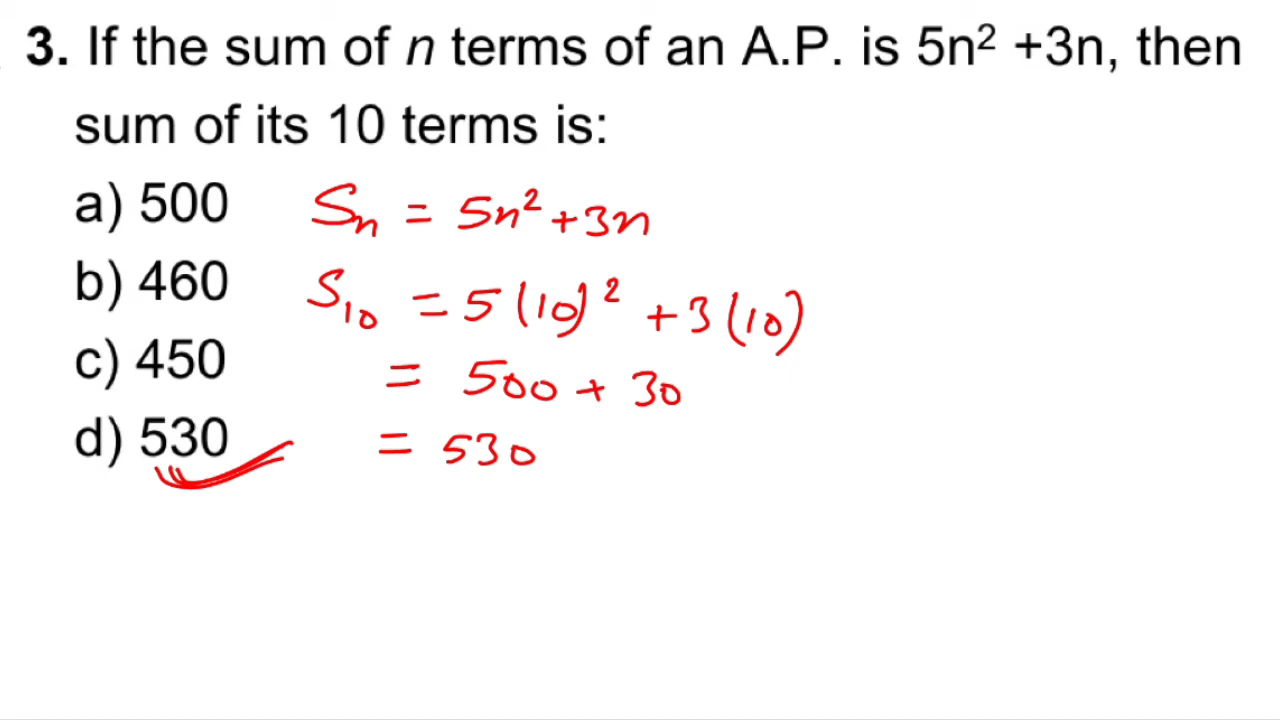 3. If the sum of n terms of an A.P. is 5n² +3n, then
sum of its 10 terms is:
a) 500
b) 460
c) 450
d) 530
Sₙ = 5n² + 3n
S₁₀ = 5 (10)² + 3 (10)
= 500 + 30
= 530